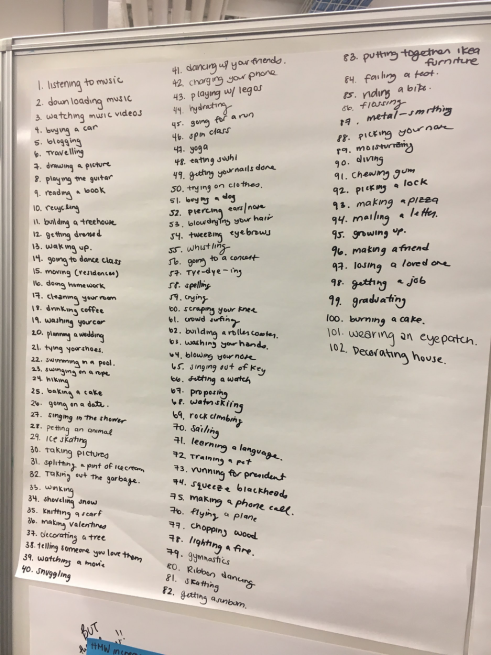 1. listening to music
2. downloading music
3. watching music videos
4. buying a car
5. blogging
6. travelling
7. drawing a picture
8. playing the guitar
9. reading a book
10. recycling
11. building a treehouse
12. getting dressed
13. waking up.
14. going to dance class
15. moving (residences)
16. doing homework
17. cleaning your room
18. drinking coffee
19. washing your car
20. planning a wedding
21. tying your shoes.
22. swimming in a pool.
23. swinging on a rope
24. hiking
25. baking a cake
26. going on a date.
27. singing in the shower
28. petting an animal
29. ice skating
30. taking pictures
31. splitting a pint of icecream
32. taking out the garbage.
33. winking
34. shoveling snow
35. knitting a scarf
36. making valentines
37. decorating a tree
38. telling someone you love them
39. watching a movie
40. snuggling
41. dancing w/ your friends.
42. charging your phone
43. playing w/ legos
44. hydrating
45. going for a run
46. spin class
47. yoga
48. eating sushi
49. getting your nails done
50. trying on clothes.
51. buying a dog
52. piercing ears/nose
53. blowdrying your hair
54. tweezing eyebrows
55. whistling
56. going to a concert
57. Tye-dye-ing
58. spelling
59. crying
60. scraping your knee
61. crowd surfing
62. building a rollercoaster.
63. washing your hands.
64. blowing your nose
65. singing out of key
66. setting a watch
67. proposing
68. waterskiing
69. rock climbing
70. Sailing
71. learning a language.
72. training a pet
73. running for president
74. squeeze blackheads
75. making a phone call.
76. flying a plane
77. chopping wood
78. lighting a fire.
79. gymnastics
80. Ribbon dancing
81. skating
82. getting a sunburn.
83. putting together ikea
furniture
84. failing a test.
85. riding a bike.
86. flossing
87. metal-smithing
88. picking your nose
89. moisturizing
90. diving
91. chewing gum
92. picking a lock
93. making a pizza
94. mailing a letter.
95. growing up.
96. making a friend
97. losing a loved one
98. getting a job
99. graduating
100. burning a cake.
101. wearing an eyepatch.
102. Decorating house.
BUT
HMW